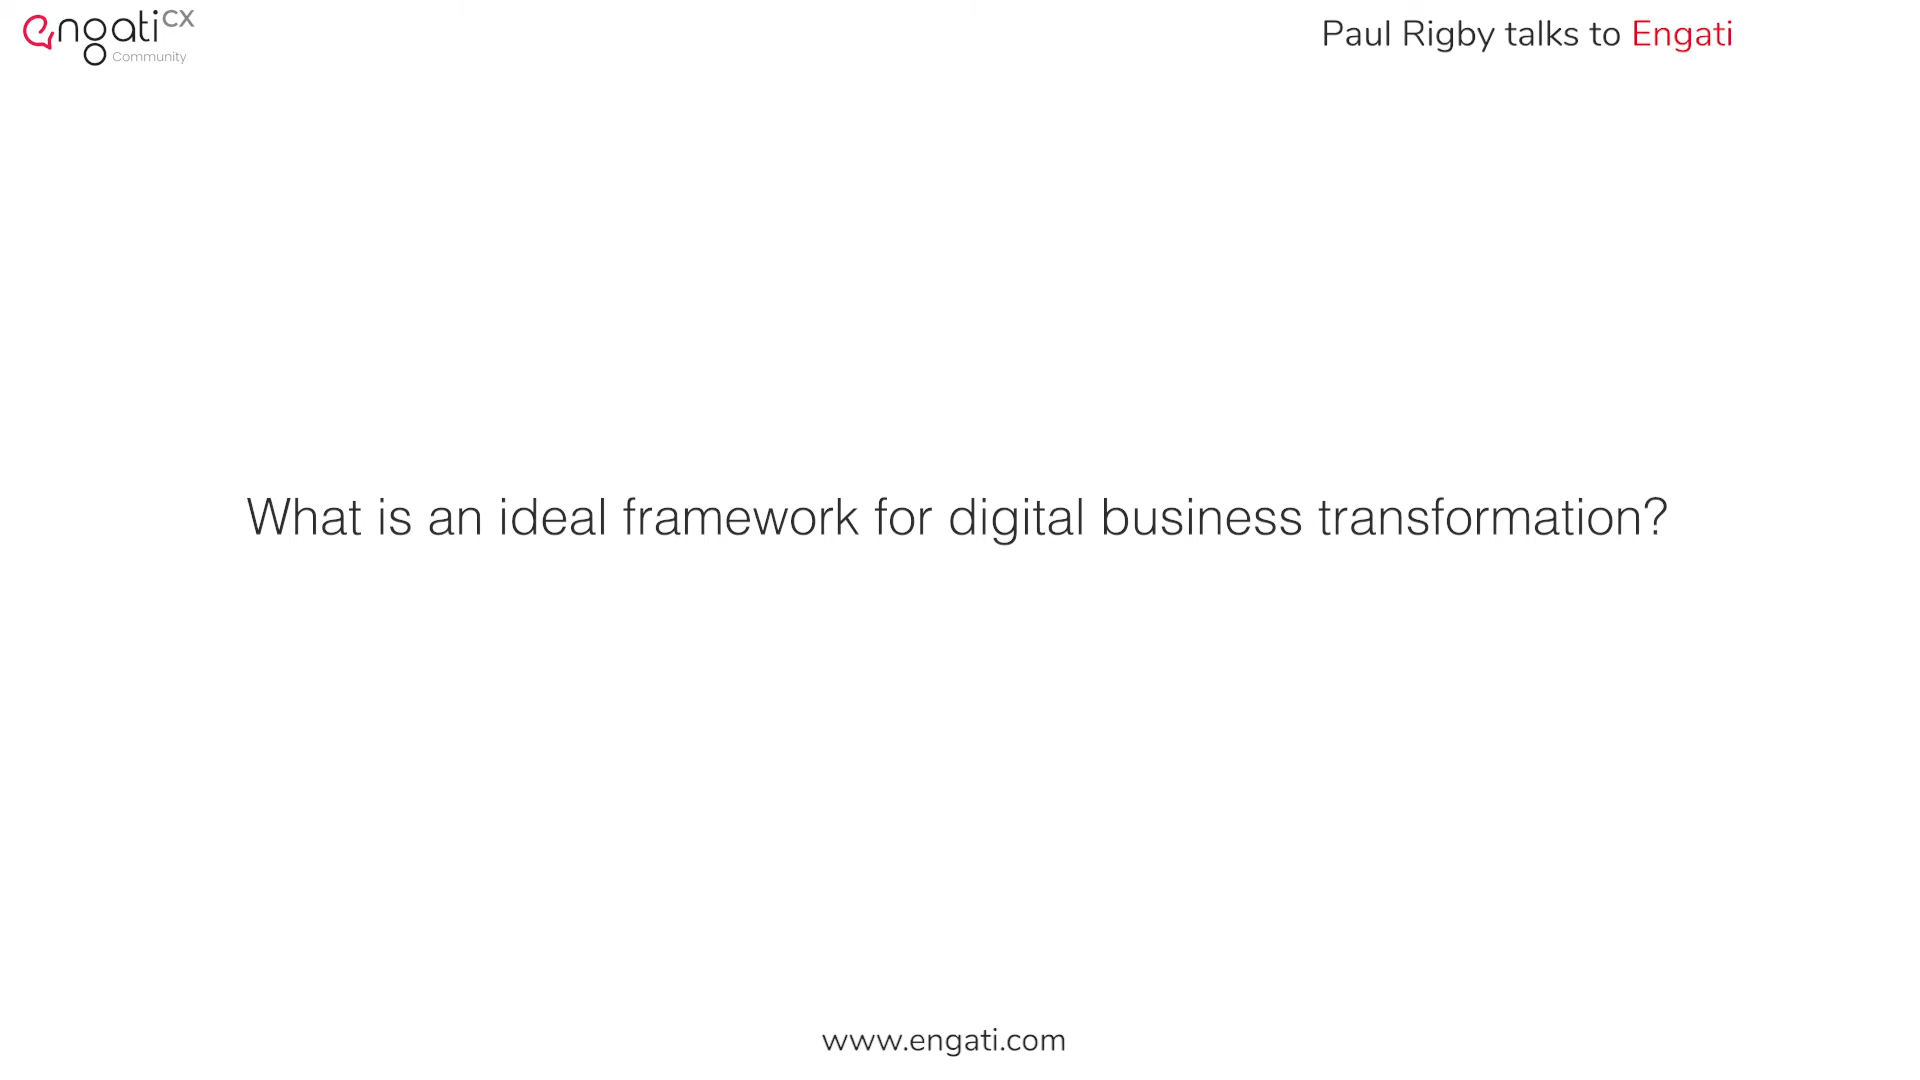 engati CX
Community
Paul Rigby talks to Engati
What is an ideal framework for digital business transformation?
www.engati.com